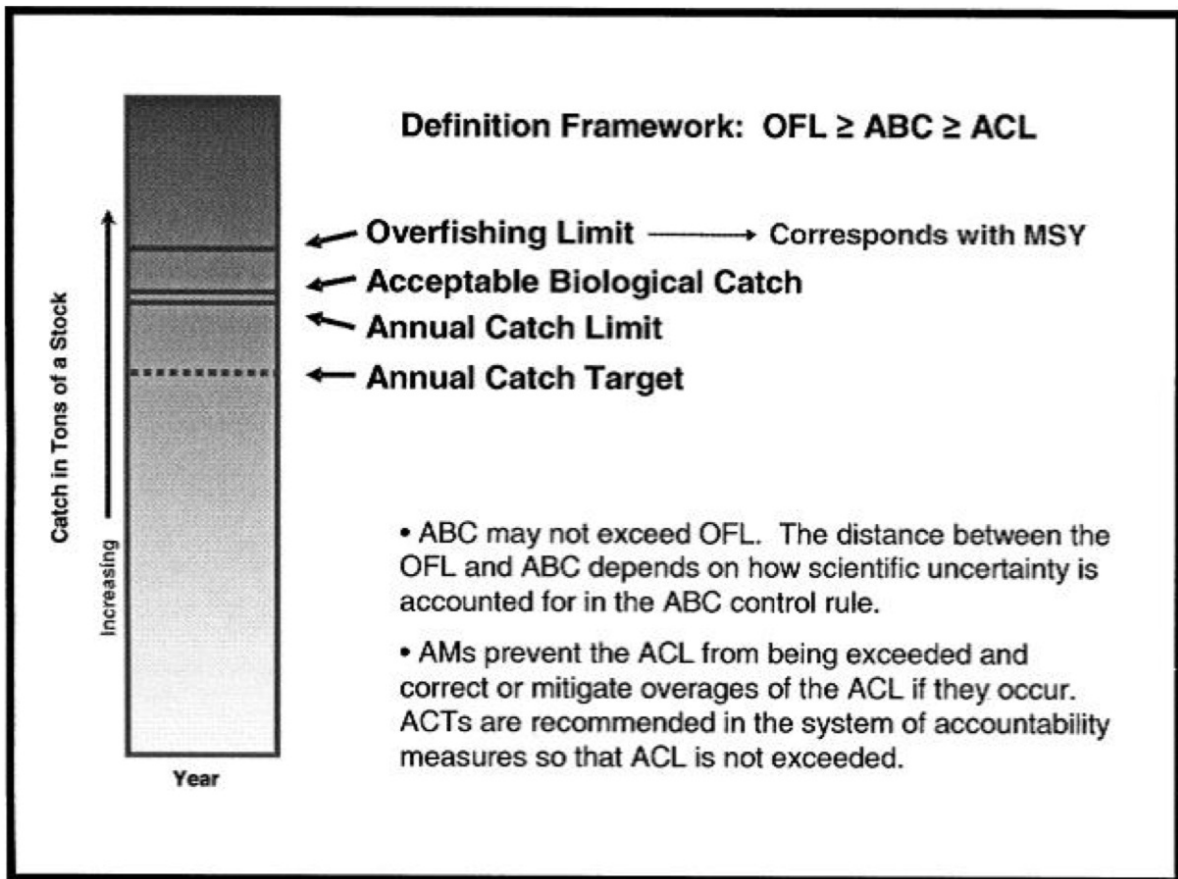 Definition Framework: OFL ≥ ABC ≥ ACL
Overfishing Limit
Corresponds with MSY
Acceptable Biological Catch
Annual Catch Limit
Annual Catch Target
Catch in Tons of a Stock
Increasing
Year
• ABC may not exceed OFL. The distance between the
OFL and ABC depends on how scientific uncertainty is
accounted for in the ABC control rule.
• AMs prevent the ACL from being exceeded and
correct or mitigate overages of the ACL if they occur.
ACTs are recommended in the system of accountability
measures so that ACL is not exceeded.